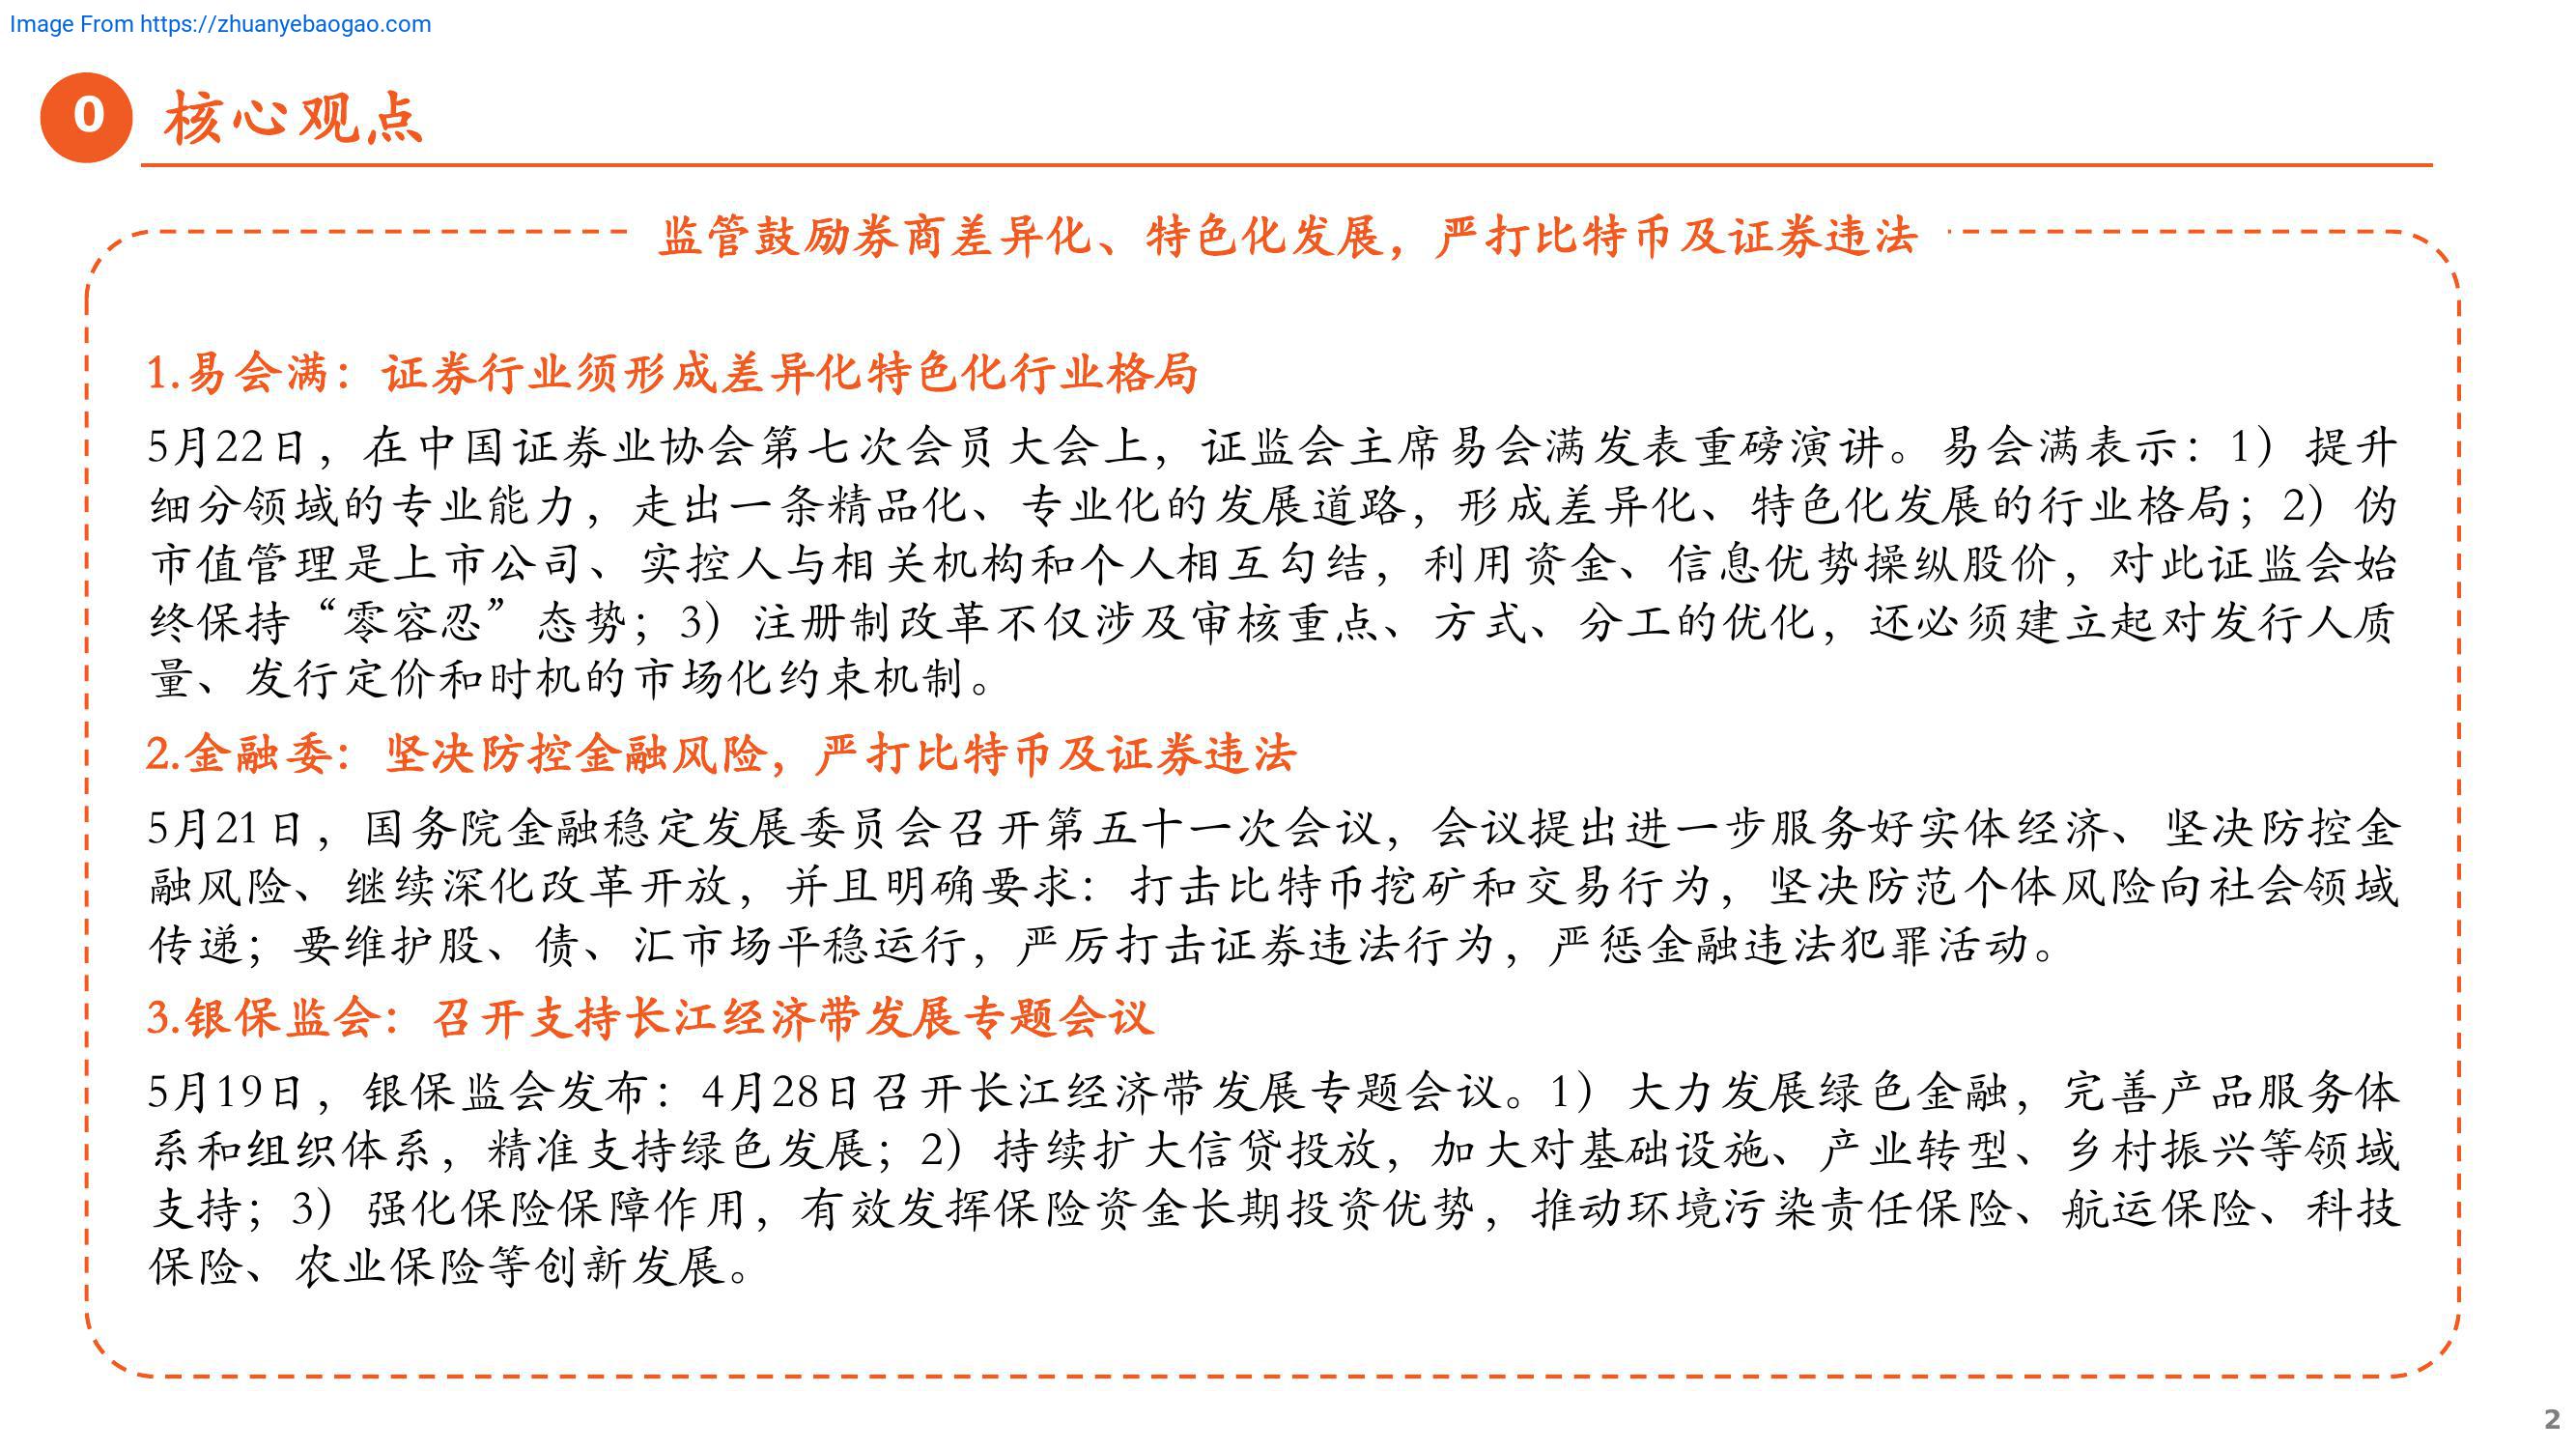 Image From https://zhuanyebaogao.com
0 核心观点
监管鼓励券商差异化、特色化发展，严打比特币及证券违法
1.易会满：证券行业须形成差异化特色化行业格局
5月22日，在中国证券业协会第七次会员大会上，证监会主席易会满发表重磅演讲。易会满表示：1）提升
细分领域的专业能力，走出一条精品化、专业化的发展道路，形成差异化、特色化发展的行业格局；2）伪
市值管理是上市公司、实控人与相关机构和个人相互勾结，利用资金、信息优势操纵股价，对此证监会始
终保持“零容忍”态势；3）注册制改革不仅涉及审核重点、方式、分工的优化，还必须建立起对发行人质
量、发行定价和时机的市场化约束机制。
2.金融委：坚决防控金融风险，严打比特币及证券违法
5月21日，国务院金融稳定发展委员会召开第五十一次会议，会议提出进一步服务好实体经济、坚决防控金
融风险、继续深化改革开放，并且明确要求：打击比特币挖矿和交易行为，坚决防范个体风险向社会领域
传递；要维护股、债、汇市场平稳运行，严厉打击证券违法行为，严惩金融违法犯罪活动。
3.银保监会：召开支持长江经济带发展专题会议
5月19日，银保监会发布：4月28日召开长江经济带发展专题会议。1）大力发展绿色金融，完善产品服务体
系和组织体系，精准支持绿色发展；2）持续扩大信贷投放，加大对基础设施、产业转型、乡村振兴等领域
支持；3）强化保险保障作用，有效发挥保险资金长期投资优势，推动环境污染责任保险、航运保险、科技
保险、农业保险等创新发展。
2